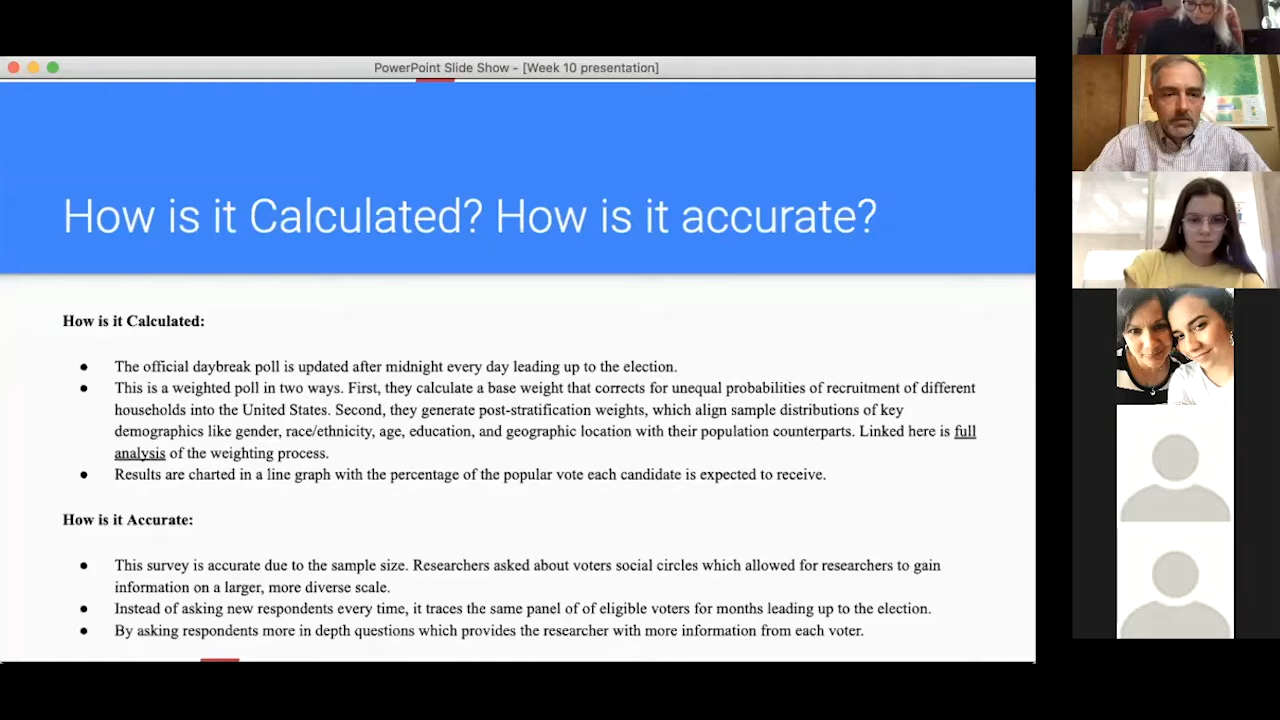 PowerPoint Slide Show - [Week 10 presentation]
How is it Calculated? How is it accurate?
How is it Calculated:
● The official daybreak poll is updated after midnight every day leading up to the election.
● This is a weighted poll in two ways. First, they calculate a base weight that corrects for unequal probabilities of recruitment of different
households into the United States. Second, they generate post-stratification weights, which align sample distributions of key
demographics like gender, race/ethnicity, age, education, and geographic location with their population counterparts. Linked here is full
analysis of the weighting process.
● Results are charted in a line graph with the percentage of the popular vote each candidate is expected to receive.
How is it Accurate:
● This survey is accurate due to the sample size. Researchers asked about voters social circles which allowed for researchers to gain
information on a larger, more diverse scale.
● Instead of asking new respondents every time, it traces the same panel of of eligible voters for months leading up to the election.
● By asking respondents more in depth questions which provides the researcher with more information from each voter.